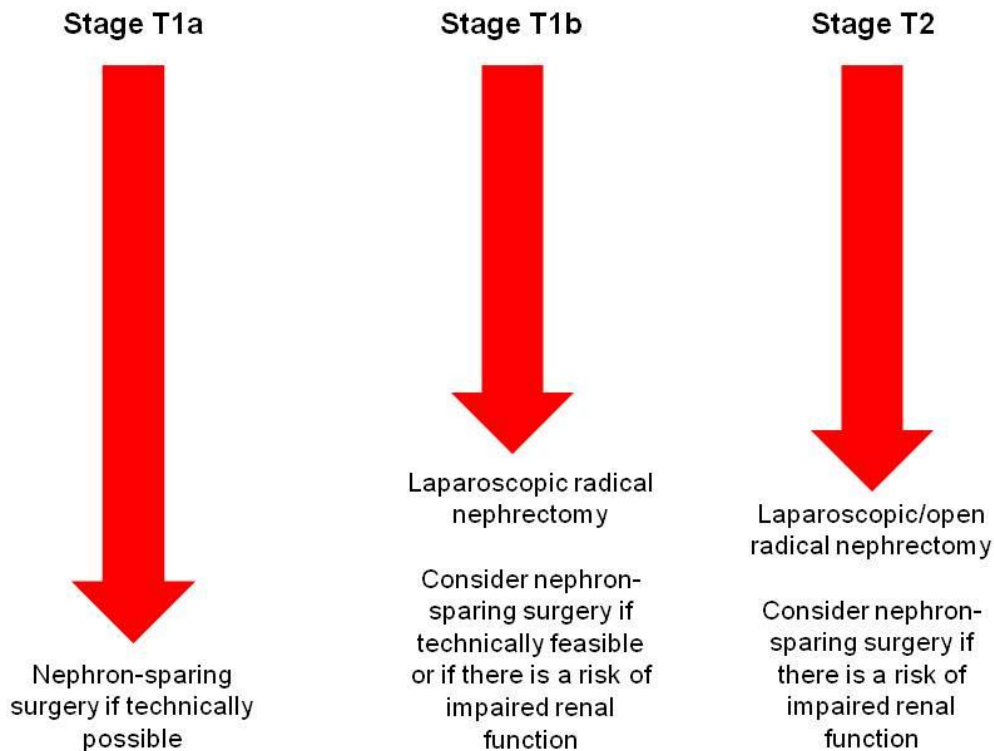 Stage T1a
Stage T1b
Stage T2
Nephron-sparing
surgery if technically
possible
Laparoscopic radical
nephrectomy
Consider nephron-
sparing surgery if
technically feasible
or if there is a risk of
impaired renal
function
Laparoscopic/open
radical nephrectomy
Consider nephron-
sparing surgery if
there is a risk of
impaired renal
function